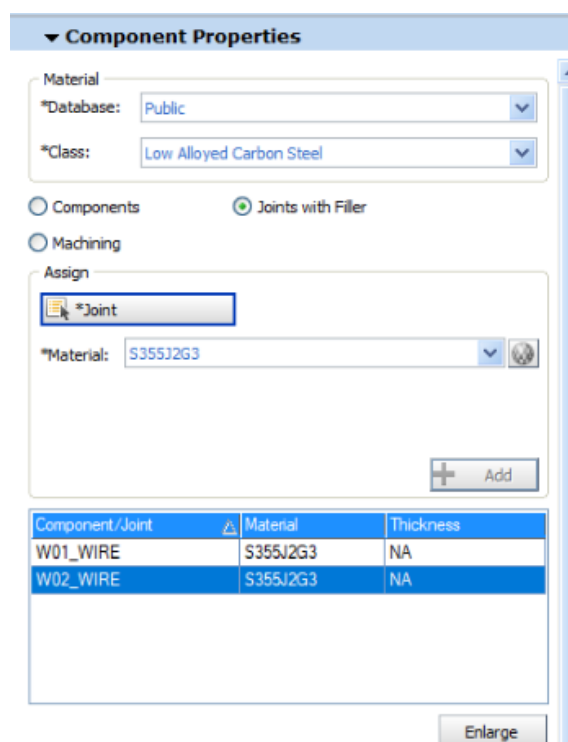 Component Properties
Material
*Database: Public
*Class: Low Alloyed Carbon Steel
Components Joints with Filler
Machining
Assign
*Joint
*Material: S355J2G3
Add
Component/Joint Material Thickness
W01_WIRE S355J2G3 NA
W02_WIRE S355J2G3 NA
Enlarge